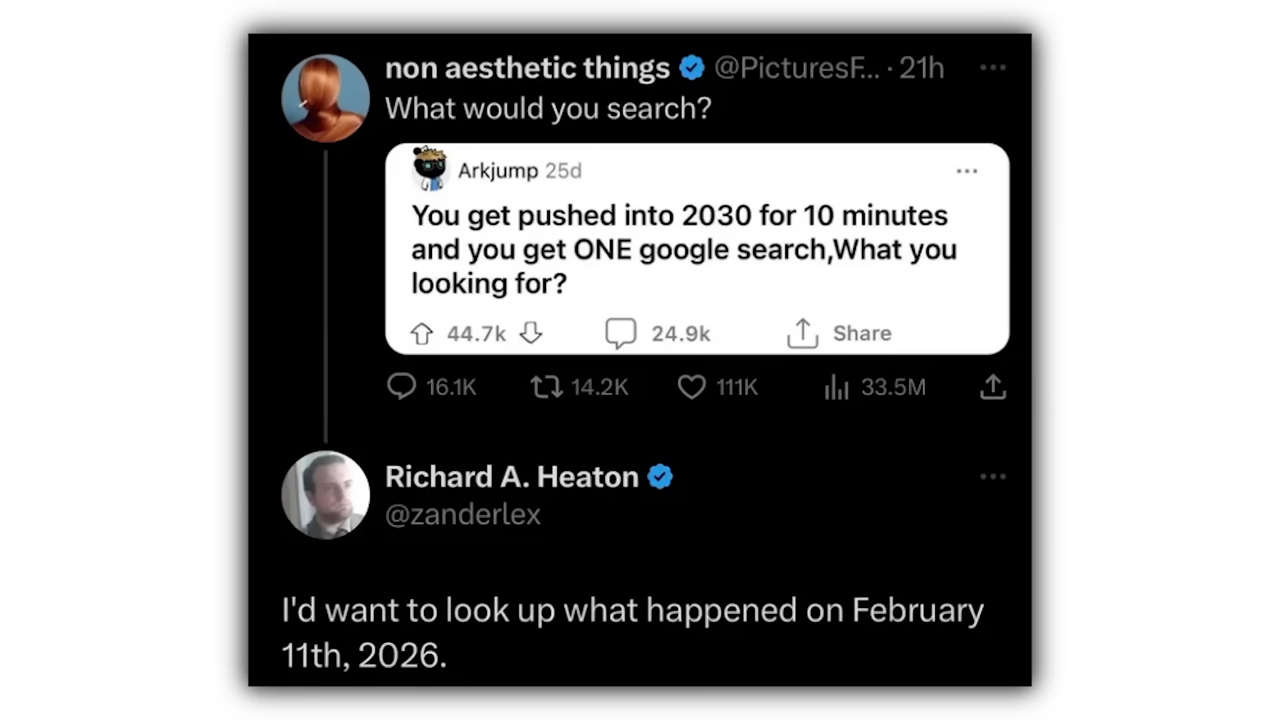 non aesthetic things @PicturesF... · 21h
What would you search?
Arkjump 25d
You get pushed into 2030 for 10 minutes
and you get ONE google search,What you
looking for?
44.7k 24.9k Share
16.1K 14.2K 111K 33.5M
Richard A. Heaton
@zanderlex
I'd want to look up what happened on February
11th, 2026.